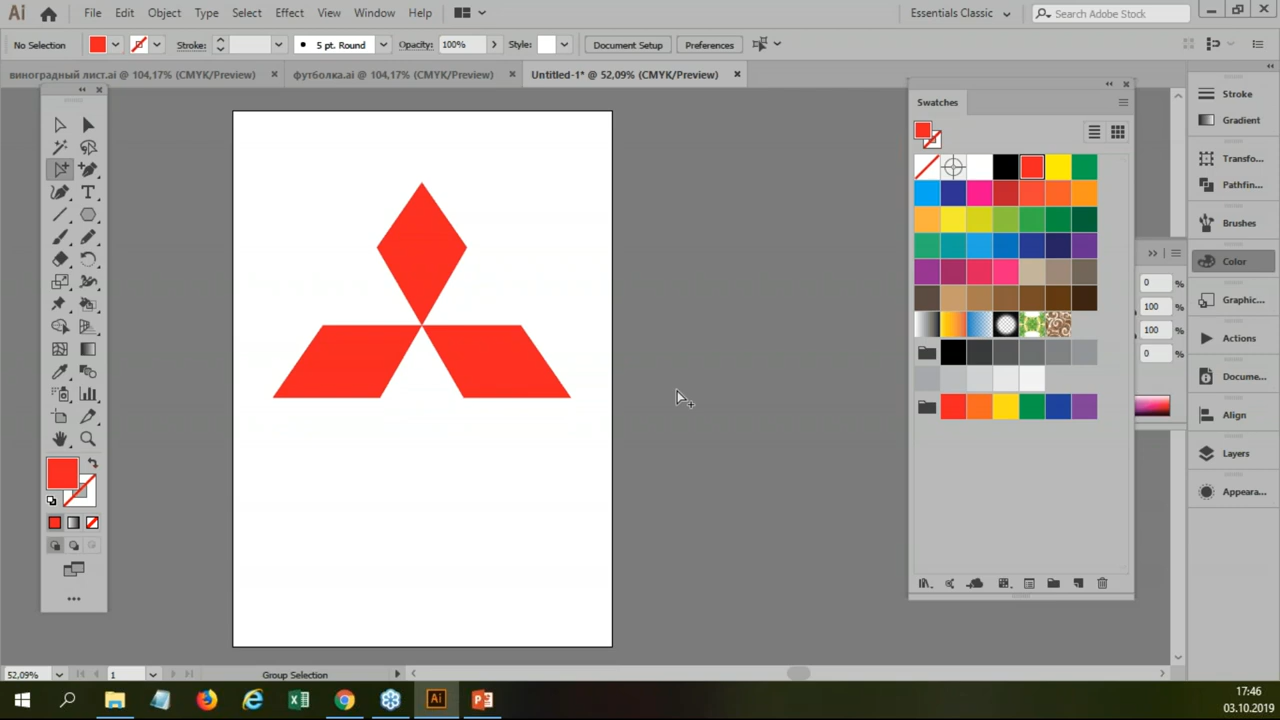 Ai File Edit Object Type Select Effect View Window Help Essentials Classic Search Adobe Stock
No Selection Stroke: 5 pt. Round Opacity: 100% Style: Document Setup Preferences
виноградный лист.ai @ 104,17% (CMYK/Preview) футболка.ai @ 104,17% (CMYK/Preview) Untitled-1* @ 52,09% (CMYK/Preview)
Swatches
Stroke
Gradient
Transfo...
Pathfin...
Brushes
Color
Graphic...
Actions
Docume...
Align
Layers
Appeara...
0 %
100 %
100 %
0 %
T
52,09% 1 Group Selection
Ai
17:46
03.10.2019